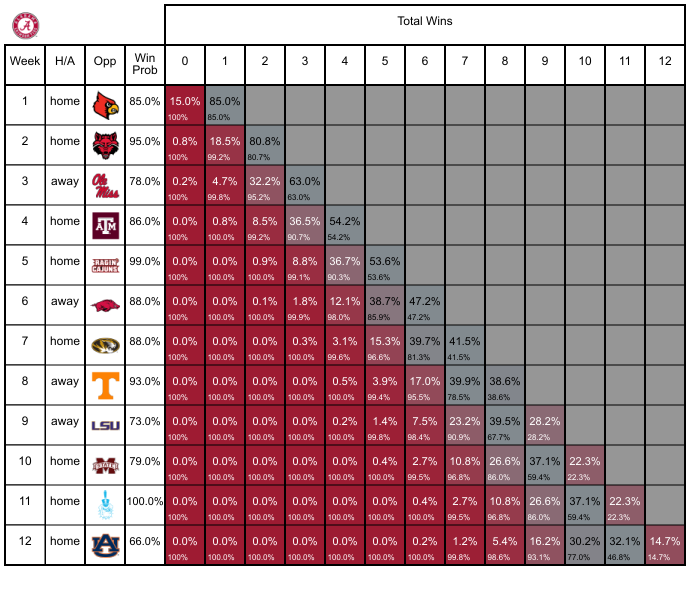 Total Wins
Week H/A Opp Win Prob 0 1 2 3 4 5 6 7 8 9 10 11 12
1 home 85.0% 15.0% 85.0%
100% 85.0%
2 home 95.0% 0.8% 18.5% 80.8%
100% 99.2% 80.7%
3 away Ole Miss 78.0% 0.2% 4.7% 32.2% 63.0%
100% 99.8% 95.2% 63.0%
4 home ATM 86.0% 0.0% 0.8% 8.5% 36.5% 54.2%
100% 100.0% 99.2% 90.7% 54.2%
5 home RAGIN' CAJUNS 99.0% 0.0% 0.0% 0.9% 8.8% 36.7% 53.6%
100% 100.0% 100.0% 99.1% 90.3% 53.6%
6 away 88.0% 0.0% 0.0% 0.1% 1.8% 12.1% 38.7% 47.2%
100% 100.0% 100.0% 99.9% 98.0% 85.9% 47.2%
7 home 88.0% 0.0% 0.0% 0.0% 0.3% 3.1% 15.3% 39.7% 41.5%
100% 100.0% 100.0% 100.0% 99.6% 96.6% 81.3% 41.5%
8 away T 93.0% 0.0% 0.0% 0.0% 0.0% 0.5% 3.9% 17.0% 39.9% 38.6%
100% 100.0% 100.0% 100.0% 100.0% 99.4% 95.5% 78.5% 38.6%
9 away LSU 73.0% 0.0% 0.0% 0.0% 0.0% 0.2% 1.4% 7.5% 23.2% 39.5% 28.2%
100% 100.0% 100.0% 100.0% 100.0% 99.8% 98.4% 90.9% 67.7% 28.2%
10 home 79.0% 0.0% 0.0% 0.0% 0.0% 0.0% 0.4% 2.7% 10.8% 26.6% 37.1% 22.3%
100% 100.0% 100.0% 100.0% 100.0% 100.0% 99.5% 96.8% 86.0% 59.4% 22.3%
11 home 100.0% 0.0% 0.0% 0.0% 0.0% 0.0% 0.0% 0.4% 2.7% 10.8% 26.6% 37.1% 22.3%
100% 100.0% 100.0% 100.0% 100.0% 100.0% 100.0% 99.5% 96.8% 86.0% 59.4% 22.3%
12 home AU 66.0% 0.0% 0.0% 0.0% 0.0% 0.0% 0.0% 0.2% 1.2% 5.4% 16.2% 30.2% 32.1% 14.7%
100% 100.0% 100.0% 100.0% 100.0% 100.0% 100.0% 99.8% 98.6% 93.1% 77.0% 46.8% 14.7%